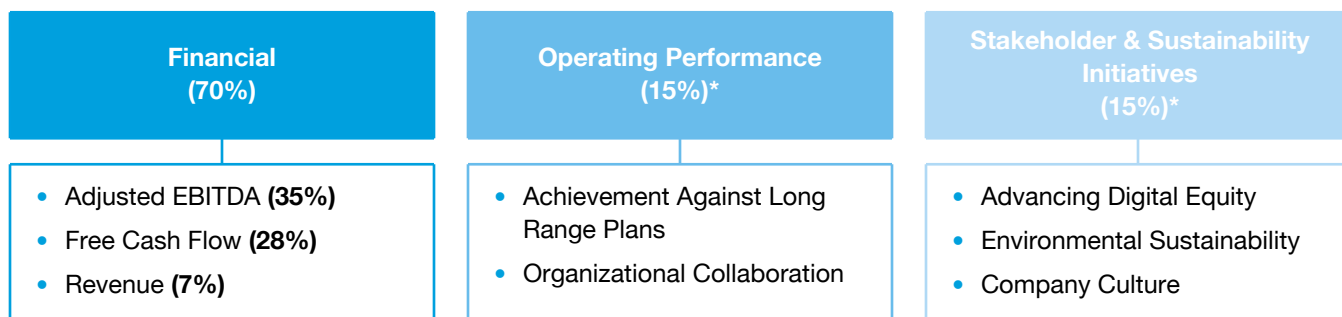 Financial
(70%)
Adjusted EBITDA (35%)
Free Cash Flow (28%)
Revenue (7%)
Operating Performance
(15%)*
Achievement Against Long
Range Plans
Organizational Collaboration
Stakeholder & Sustainability
Initiatives
(15%)*
Advancing Digital Equity
Environmental Sustainability
Company Culture